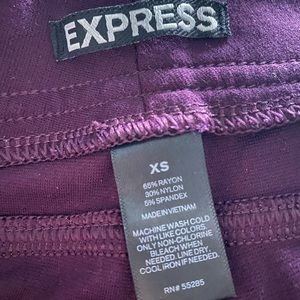 EXPRESS
XS
65% RAYON
30% NYLON
5% SPANDEX
MADE IN VIETNAM
MACHINE WASH COLD
WITH LIKE COLORS.
ONLY NON-CHLORINE
BLEACH WHEN
NEEDED. LINE DRY.
COOL IRON IF NEEDED.
RN# 55285